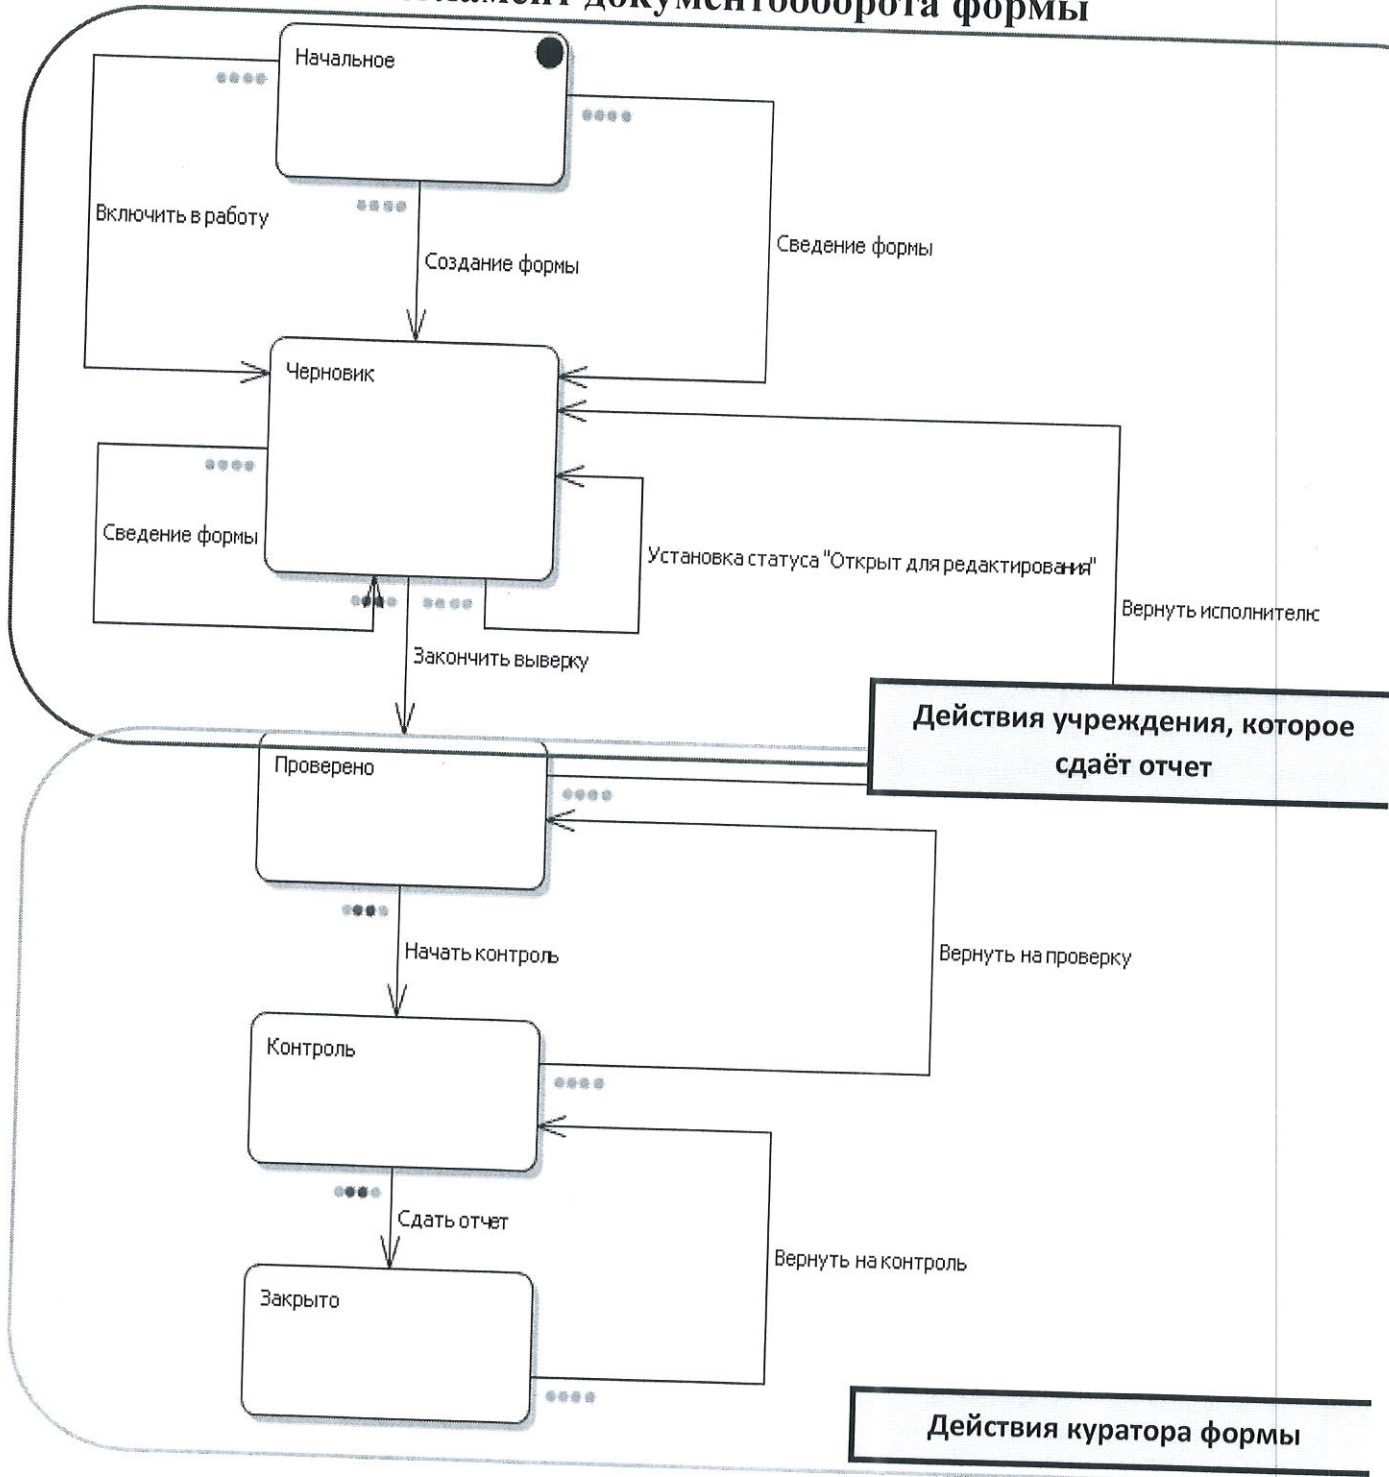 документооборота формы
Начальное
Включить в работу
Создание формы
Сведение формы
Черновик
Сведение формы
Установка статуса "Открыт для редактирования"
Вернуть исполнителю
Закончить выверку
Действия учреждения, которое
сдаёт отчет
Проверено
Начать контроль
Вернуть на проверку
Контроль
Сдать отчет
Вернуть на контроль
Закрыто
Действия куратора формы